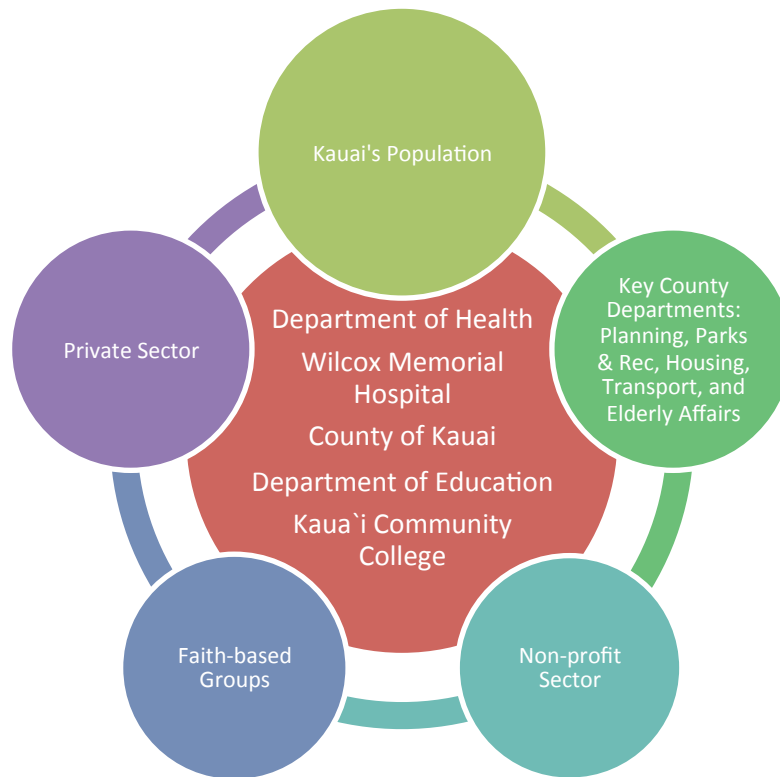 Kauai's Population
Private Sector
Key County
Departments:
Planning, Parks
& Rec, Housing,
Transport, and
Elderly Affairs
Department of Health
Wilcox Memorial
Hospital
County of Kauai
Department of Education
Kaua`i Community
College
Faith-based
Groups
Non-profit
Sector